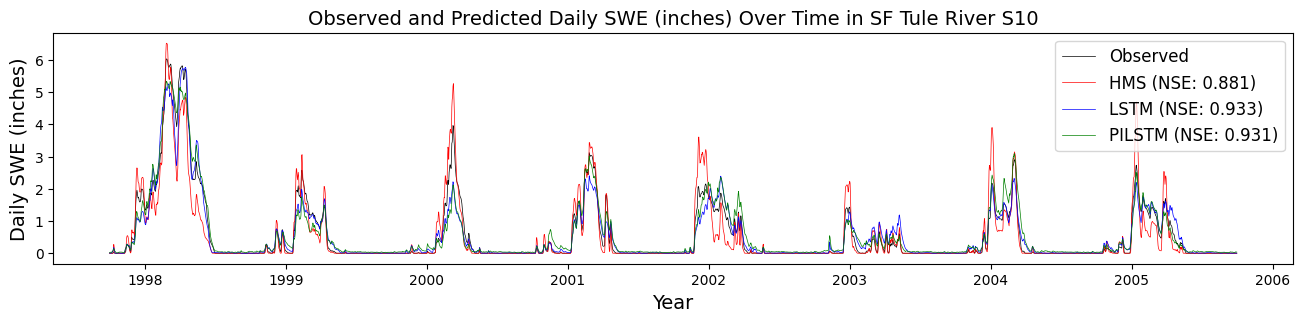 Observed and Predicted Daily SWE (inches) Over Time in SF Tule River S10
Daily SWE (inches)
6
5
4
3
2
1
0
Observed
HMS (NSE: 0.881)
LSTM (NSE: 0.933)
PILSTM (NSE: 0.931)
1998 1999 2000 2001 2002 2003 2004 2005 2006
Year